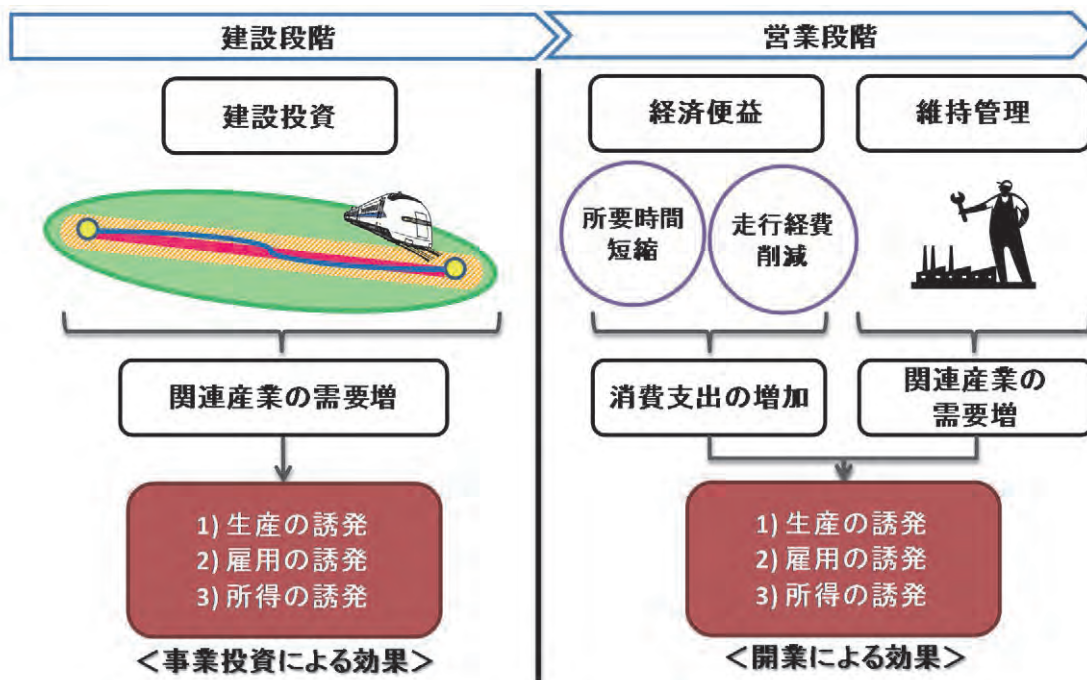 建設段階
営業段階
建設投資
関連産業の需要増
1) 生産の誘発
2) 雇用の誘発
3) 所得の誘発
＜事業投資による効果＞
経済便益
維持管理
所要時間
短縮
走行経費
削減
消費支出の増加
関連産業の
需要増
1) 生産の誘発
2) 雇用の誘発
3) 所得の誘発
＜開業による効果＞